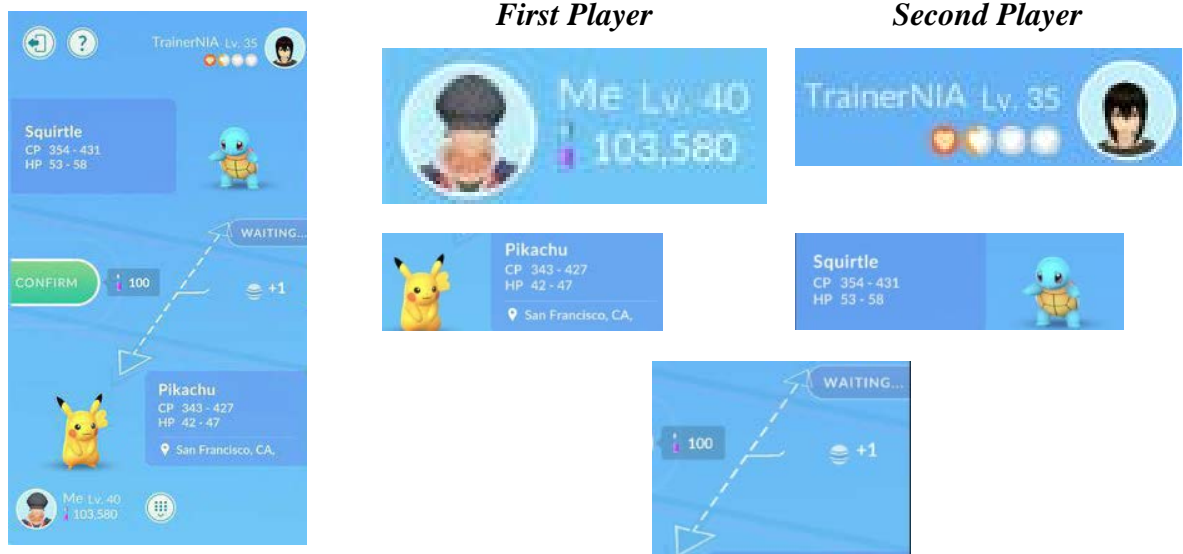 TrainerNIA Lv. 35
Squirtle
CP 354 - 431
HP 53 - 58
WAITING...
CONFIRM
100
+1
Pikachu
CP 343 - 427
HP 42 - 47
San Francisco, CA,
Me Lv. 40
103,580
First Player
Second Player
Me Lv. 40
103,580
TrainerNIA Lv. 35
Pikachu
CP 343 - 427
HP 42 - 47
San Francisco, CA,
Squirtle
CP 354 - 431
HP 53 - 58
WAITING...
100
+1